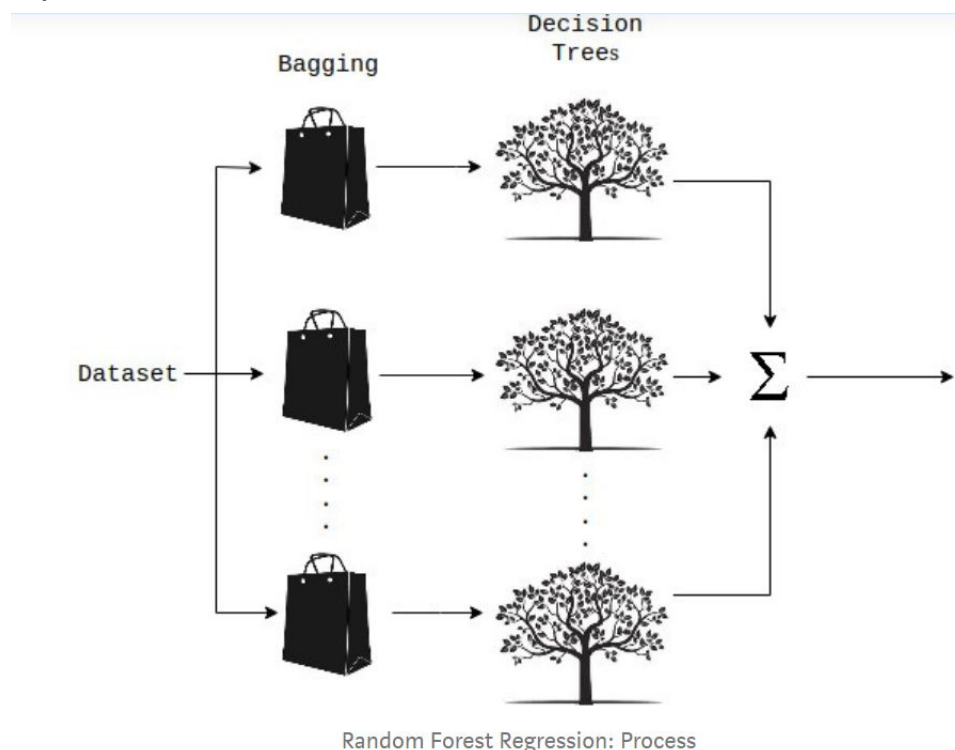 Decision
Trees
Bagging
Dataset
Σ
Random Forest Regression: Process